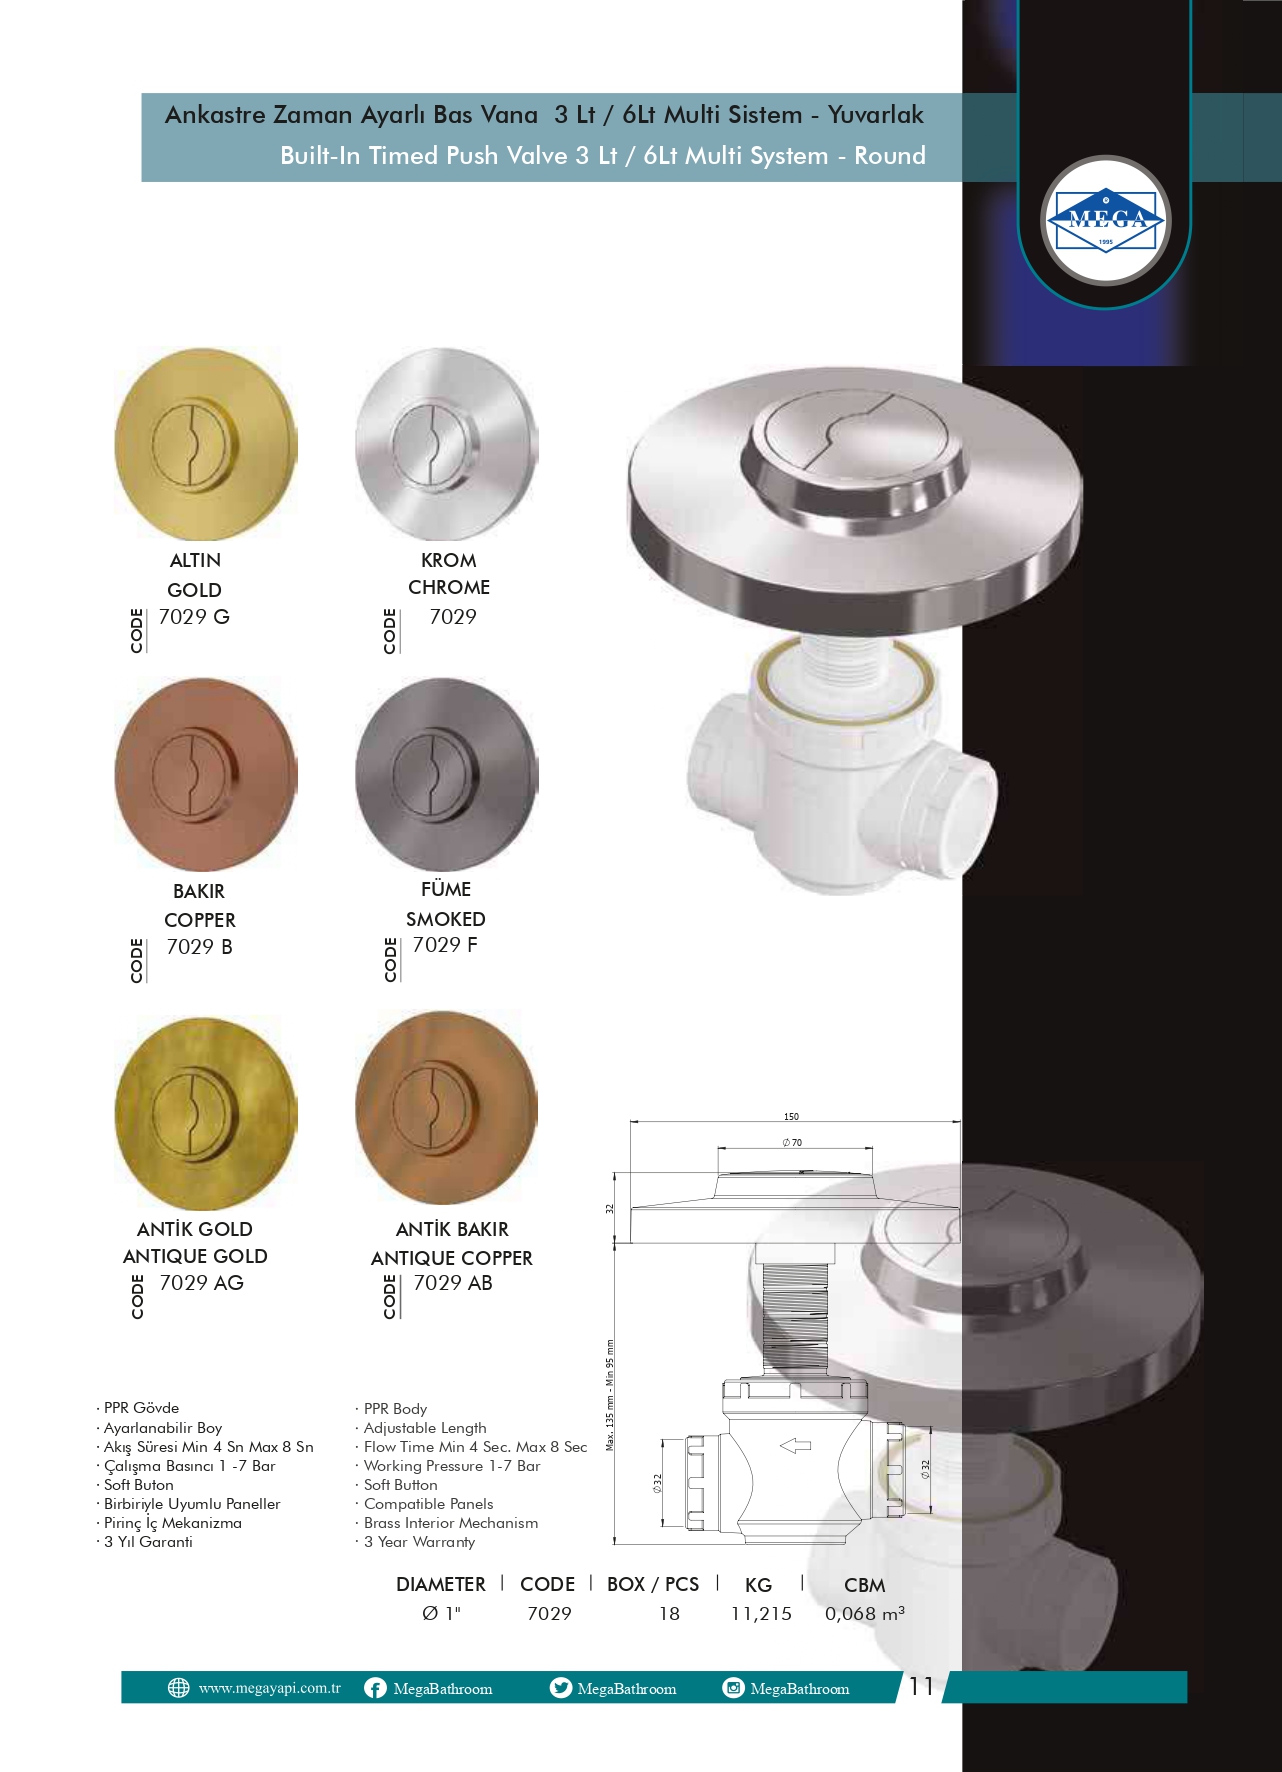 Ankastre Zaman Ayarlı Bas Vana 3 Lt / 6Lt Multi Sistem - Yuvarlak
Built-In Timed Push Valve 3 Lt / 6Lt Multi System - Round
MEGA
1995
ALTIN
GOLD
CODE
7029 G
KROM
CHROME
CODE
7029
BAKIR
COPPER
CODE
7029 B
FÜME
SMOKED
CODE
7029 F
ANTİK GOLD
ANTIQUE GOLD
CODE
7029 AG
ANTİK BAKIR
ANTIQUE COPPER
CODE
7029 AB
150
Ø 70
32
Max. 135 mm - Min 95 mm
Ø32
Ø32
· PPR Gövde
· Ayarlanabilir Boy
· Akış Süresi Min 4 Sn Max 8 Sn
· Çalışma Basıncı 1 -7 Bar
· Soft Buton
· Birbiriyle Uyumlu Paneller
· Pirinç İç Mekanizma
· 3 Yıl Garanti
· PPR Body
· Adjustable Length
· Flow Time Min 4 Sec. Max 8 Sec
· Working Pressure 1-7 Bar
· Soft Button
· Compatible Panels
· Brass Interior Mechanism
· 3 Year Warranty
DIAMETER | CODE | BOX / PCS | KG | CBM
Ø 1" 7029 18 11,215 0,068 m³
www.megayapi.com.tr MegaBathroom MegaBathroom MegaBathroom 11